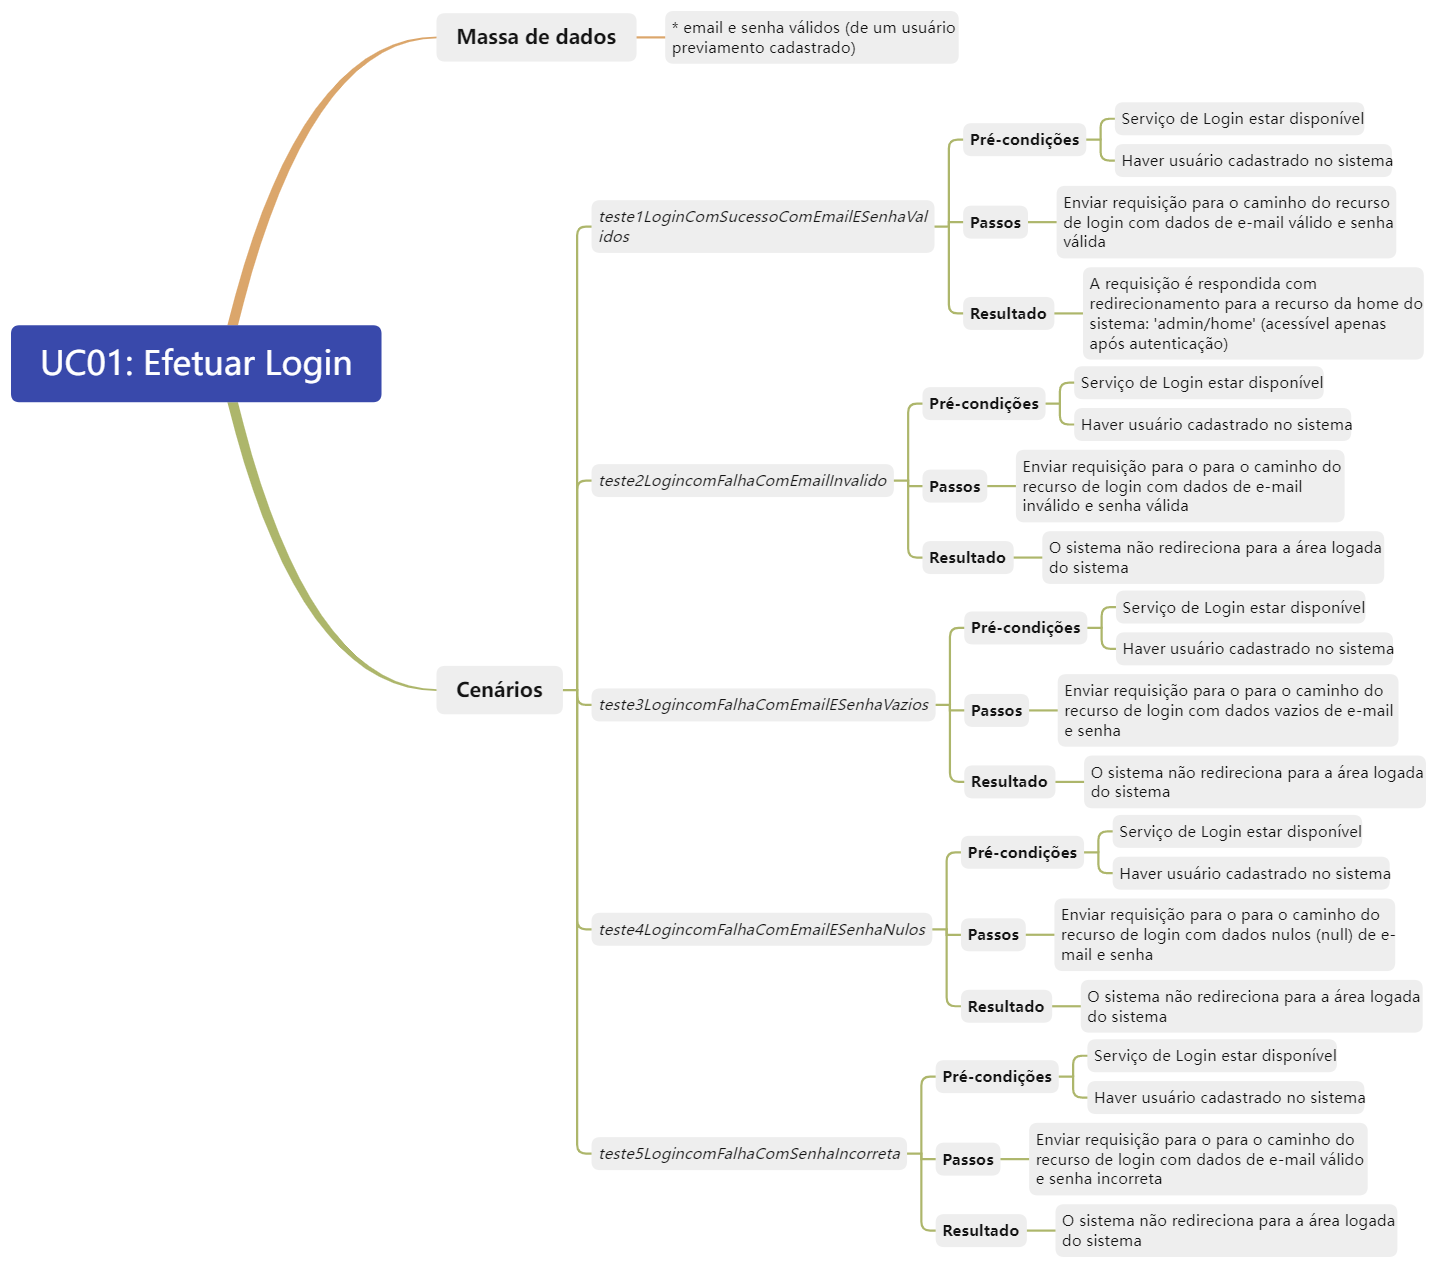 Massa de dados
* email e senha válidos (de um usuário
previamento cadastrado)
UC01: Efetuar Login
Cenários
teste1LoginComSucessoComEmailESenhaVal
idos
Pré-condições
Serviço de Login estar disponível
Haver usuário cadastrado no sistema
Passos
Enviar requisição para o caminho do recurso
de login com dados de e-mail válido e senha
válida
Resultado
A requisição é respondida com
redirecionamento para a recurso da home do
sistema: 'admin/home' (acessível apenas
após autenticação)
teste2LogincomFalhaComEmailInvalido
Pré-condições
Serviço de Login estar disponível
Haver usuário cadastrado no sistema
Passos
Enviar requisição para o para o caminho do
recurso de login com dados de e-mail
inválido e senha válida
Resultado
O sistema não redireciona para a área logada
do sistema
teste3LogincomFalhaComEmailESenhaVazios
Pré-condições
Serviço de Login estar disponível
Haver usuário cadastrado no sistema
Passos
Enviar requisição para o para o caminho do
recurso de login com dados vazios de e-mail
e senha
Resultado
O sistema não redireciona para a área logada
do sistema
teste4LogincomFalhaComEmailESenhaNulos
Pré-condições
Serviço de Login estar disponível
Haver usuário cadastrado no sistema
Passos
Enviar requisição para o para o caminho do
recurso de login com dados nulos (null) de e-
mail e senha
Resultado
O sistema não redireciona para a área logada
do sistema
teste5LogincomFalhaComSenhaIncorreta
Pré-condições
Serviço de Login estar disponível
Haver usuário cadastrado no sistema
Passos
Enviar requisição para o para o caminho do
recurso de login com dados de e-mail válido
e senha incorreta
Resultado
O sistema não redireciona para a área logada
do sistema